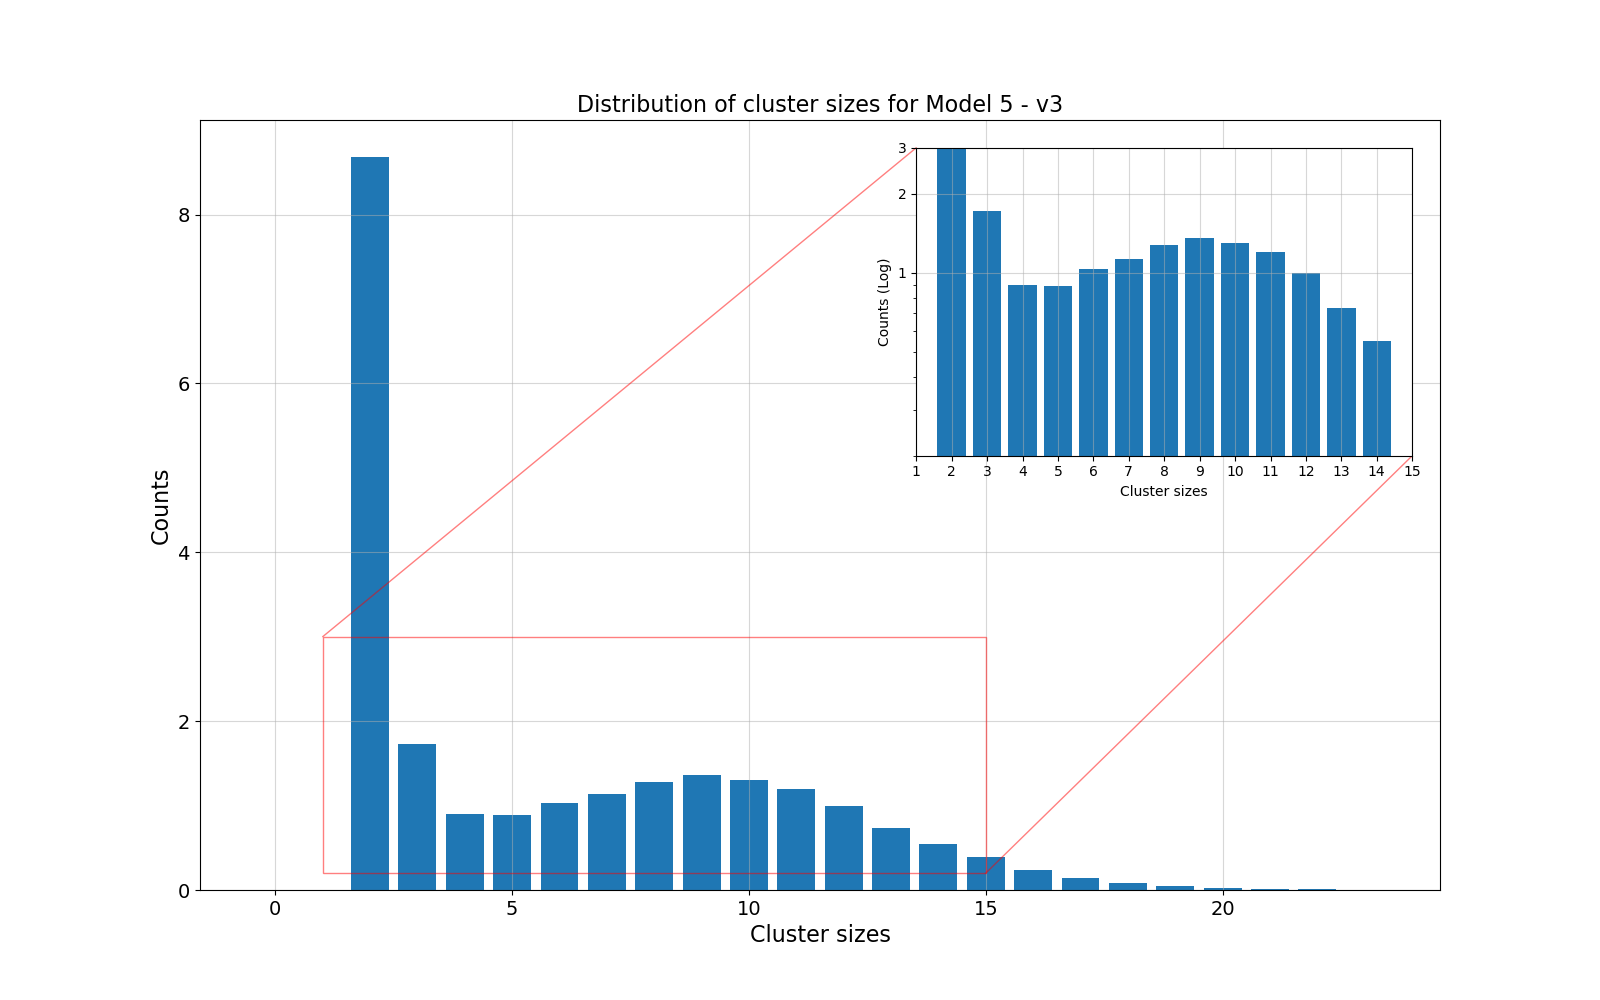 Distribution of cluster sizes for Model 5 - v3
3
2
1
Counts (Log)
1 2 3 4 5 6 7 8 9 10 11 12 13 14 15
Cluster sizes
8
6
4
2
0
Counts
0 5 10 15 20
Cluster sizes